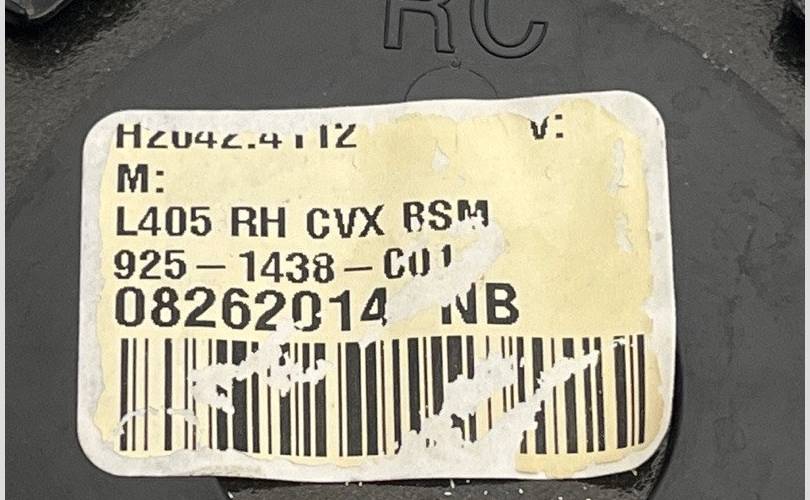 RC
H2042.4112 V:
M:
L405 RH CVX BSM
925-1438-C01
08262014 NB